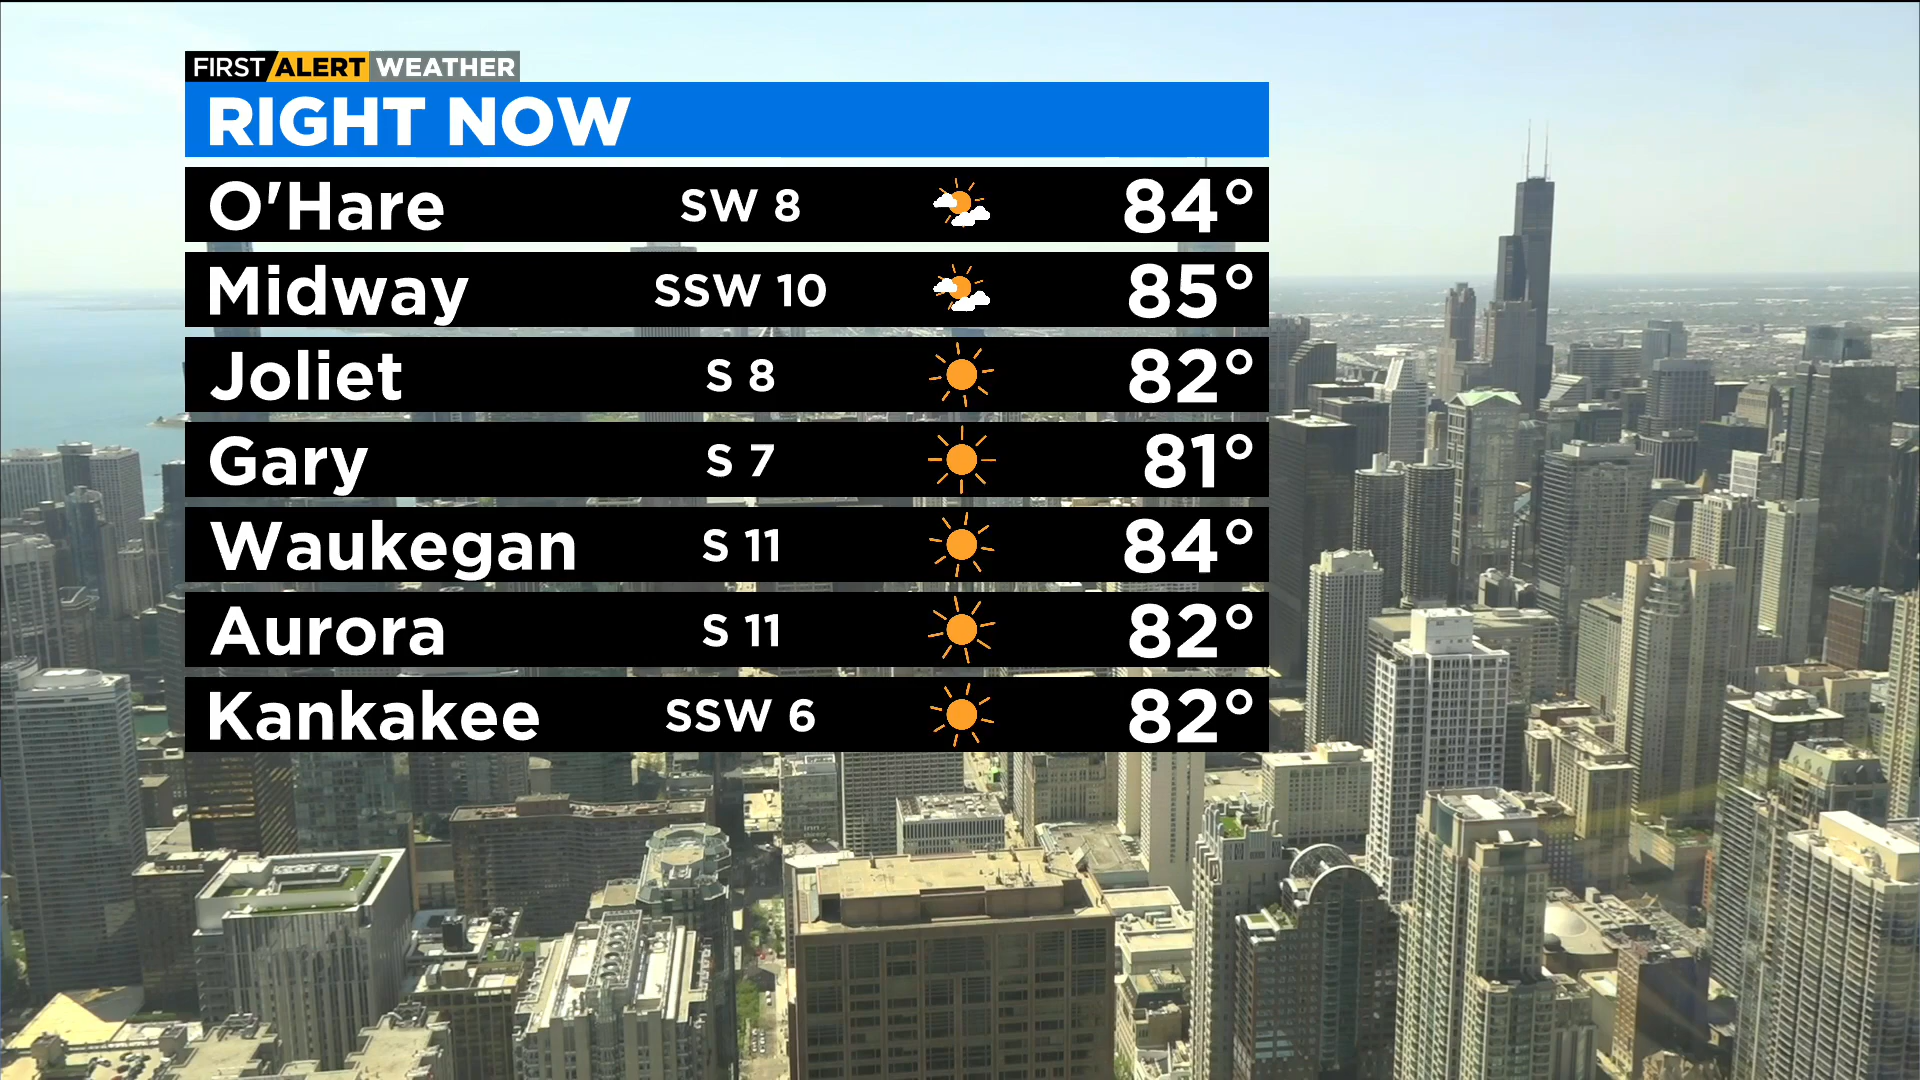 FIRST ALERT WEATHER
RIGHT NOW
O'Hare SW 8 84°
Midway SSW 10 85°
Joliet S 8 82°
Gary S 7 81°
Waukegan S 11 84°
Aurora S 11 82°
Kankakee SSW 6 82°